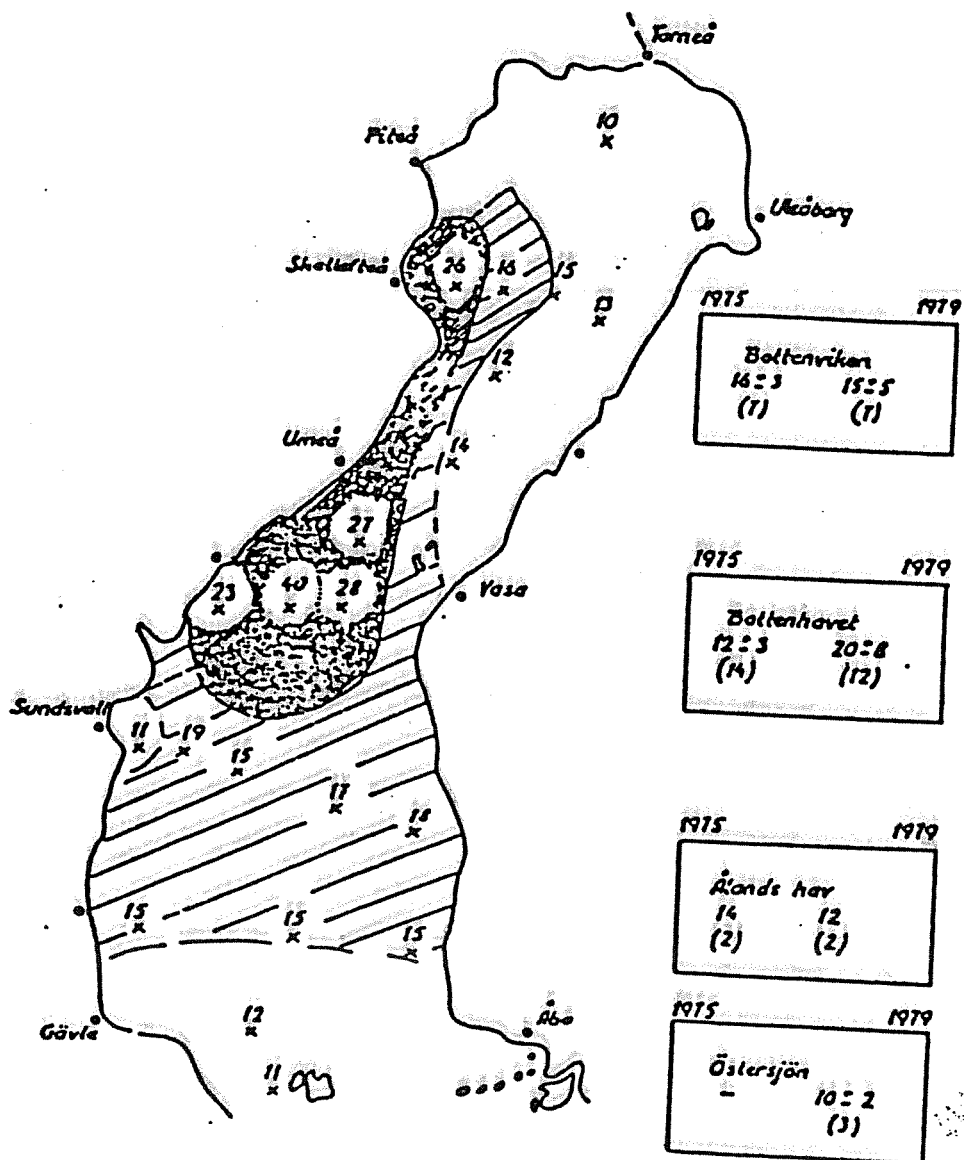 Torneå
10
x
Piteå
Uleåborg
Skellefteå
26
x
16
x
15
x
13
x
12
x
Umeå
14
x
27
x
23
x
40
x
28
x
Vasa
Sundsvall
11
x
19
x
15
x
17
x
18
x
15
x
15
x
15
x
Gävle
12
x
Åbo
11
x
1975 1979
Bottenviken
16±3 15±5
(7) (7)
1975 1979
Bottenhavet
12±3 20±8
(14) (12)
1975 1979
Ålands hav
14 12
(2) (2)
1975 1979
Östersjön
– 10±2
(3)